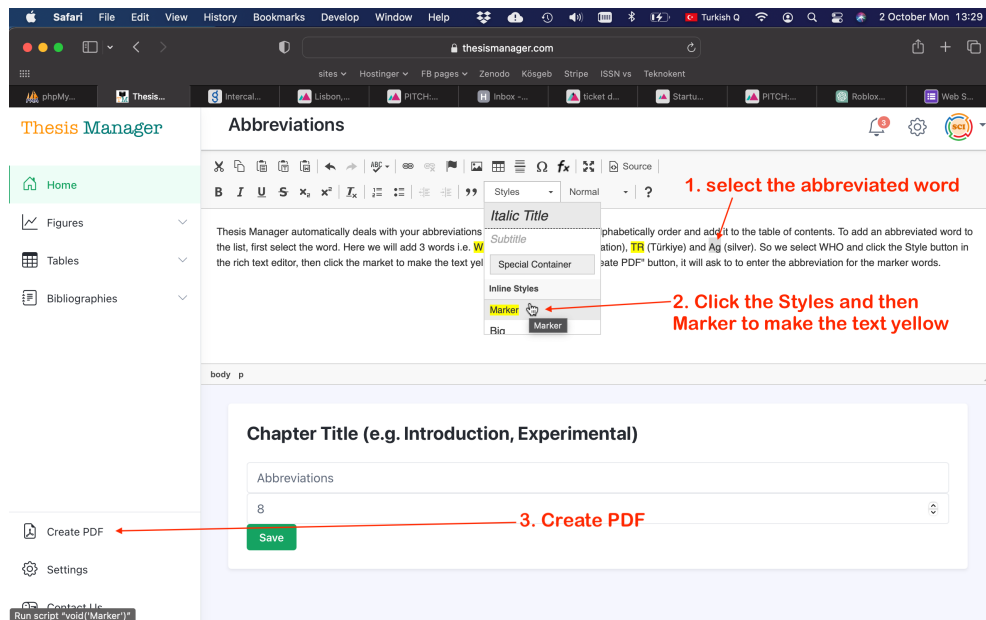 Safari File Edit View History Bookmarks Develop Window Help Turkish Q 2 October Mon 13:29
thesismanager.com
sites Hostinger FB pages Zenodo Kösgeb Stripe ISSN vs Teknokent
phpMy... Thesis... Intercal... Lisbon,... PITCH:... Inbox -... ticket d... Startu... PITCH:... Roblox... Web S...
Thesis Manager
Abbreviations
3
SCI
Source
Home
B I U S x₂ x² Ix Styles Normal ?
1. select the abbreviated word
Figures
Tables
Bibliographies
Thesis Manager automatically deals with your abbreviations phabetically order and add it to the table of contents. To add an abbreviated word to
the list, first select the word. Here we will add 3 words i.e. W ation), TR (Türkiye) and Ag (silver). So we select WHO and click the Style button in
the rich text editor, then click the market to make the text yel eate PDF" button, it will ask to to enter the abbreviation for the marker words.
Italic Title
Subtitle
Special Container
Inline Styles
Marker
Marker
Big
2. Click the Styles and then
Marker to make the text yellow
body p
Chapter Title (e.g. Introduction, Experimental)
Abbreviations
8
Save
3. Create PDF
Create PDF
Settings
Contact Us
Run script "void('Marker')"